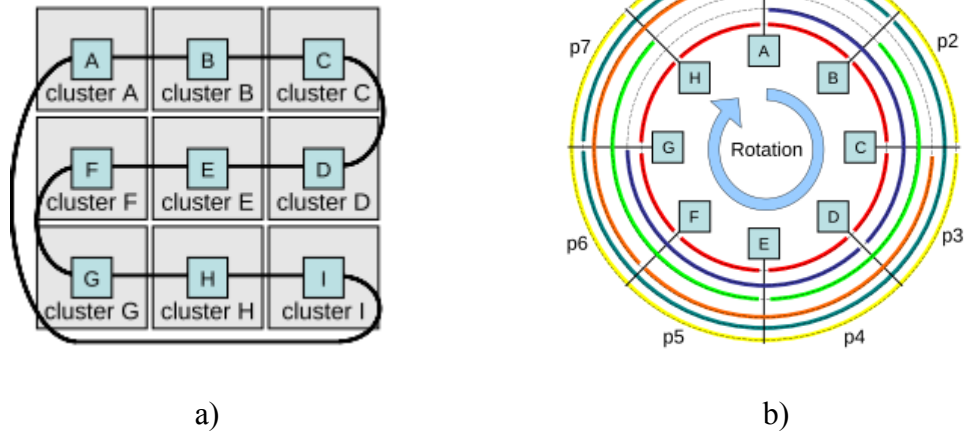 A B C
cluster A cluster B cluster C
F E D
cluster F cluster E cluster D
G H I
cluster G cluster H cluster I
a)
p7 p2
A
H B
G Rotation C
F D
E
p6 p3
p5 p4
b)